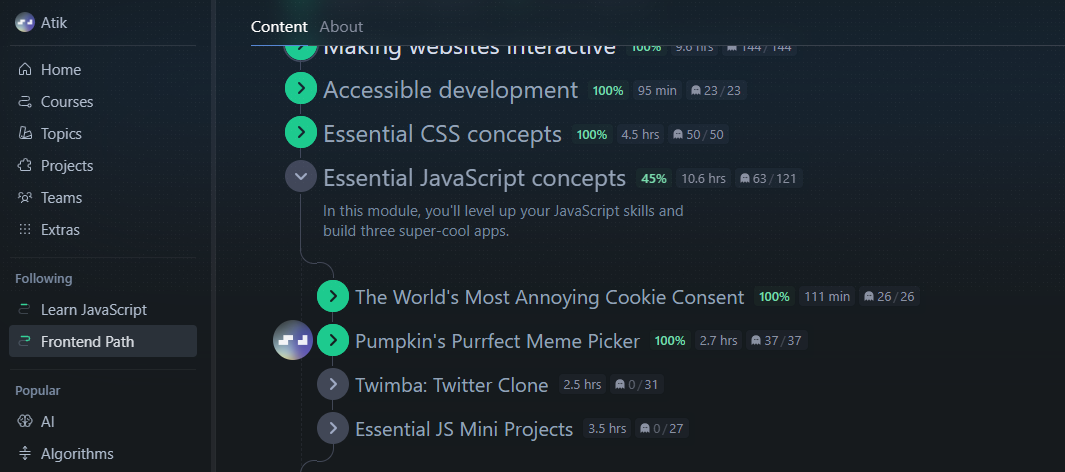 Atik
Home
Courses
Topics
Projects
Teams
Extras
Following
Learn JavaScript
Frontend Path
Popular
AI
Algorithms
Content About
Making websites interactive 100% 9.6 hrs 144 / 144
Accessible development 100% 95 min 23 / 23
Essential CSS concepts 100% 4.5 hrs 50 / 50
Essential JavaScript concepts 45% 10.6 hrs 63 / 121
In this module, you'll level up your JavaScript skills and
build three super-cool apps.
The World's Most Annoying Cookie Consent 100% 111 min 26 / 26
Pumpkin's Purrfect Meme Picker 100% 2.7 hrs 37 / 37
Twimba: Twitter Clone 2.5 hrs 0 / 31
Essential JS Mini Projects 3.5 hrs 0 / 27